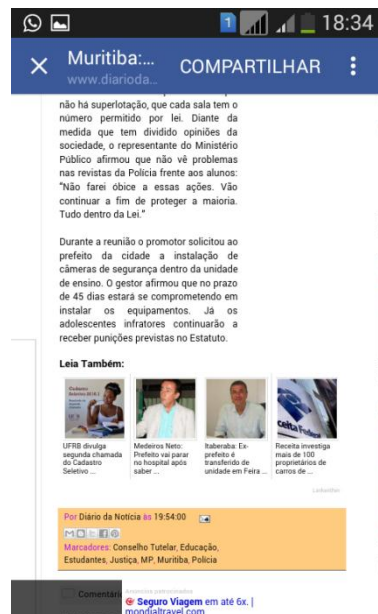 1
18:34
Muritiba:... COMPARTILHAR
www.diarioda...
não há superlotação, que cada sala tem o
número permitido por lei. Diante da
medida que tem dividido opiniões da
sociedade, o representante do Ministério
Público afirmou que não vê problemas
nas revistas da Polícia frente aos alunos:
"Não farei óbice a essas ações. Vão
continuar a fim de proteger a maioria.
Tudo dentro da Lei."
Durante a reunião o promotor solicitou ao
prefeito da cidade a instalação de
câmeras de segurança dentro da unidade
de ensino. O gestor afirmou que no prazo
de 45 dias estará se comprometendo em
instalar os equipamentos. Já os
adolescentes infratores continuarão a
receber punições previstas no Estatuto.
Leia Também:
Cadastro
Seletivo
ceita Federal
UFRB divulga
segunda chamada
do Cadastro
Seletivo ...
Medeiros Neto:
Prefeito vai parar
no hospital após
saber ...
Itaberaba: Ex-
prefeito é
transferido de
unidade em Feira ...
Receita investiga
mais de 100
proprietários de
carros de ...
LinkWithin
Por Diário da Notícia às 19:54:00
Marcadores: Conselho Tutelar, Educação,
Estudantes, Justiça, MP, Muritiba, Polícia
Comentário
Seguro Viagem em até 6x. |
mondialtravel.com